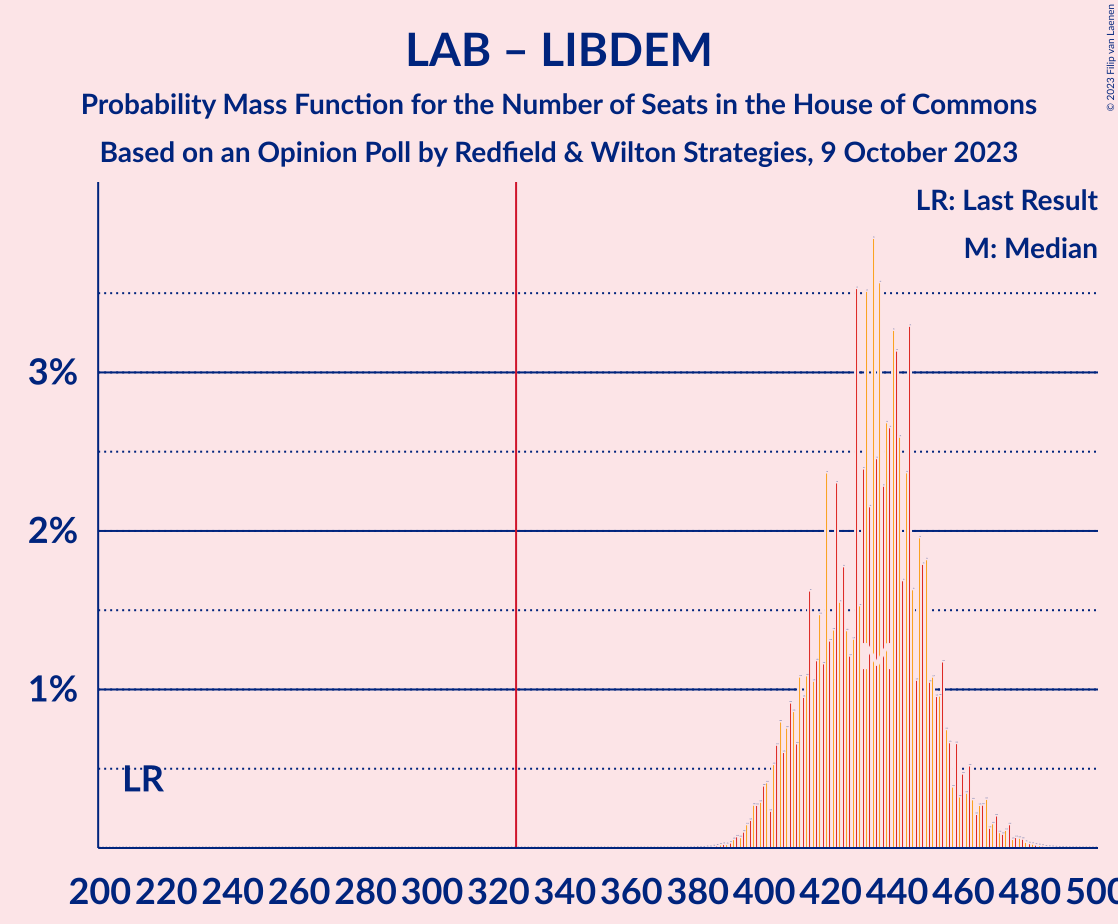 LAB – LIBDEM
Probability Mass Function for the Number of Seats in the House of Commons
Based on an Opinion Poll by Redfield & Wilton Strategies, 9 October 2023
© 2023 Filip van Laenen
LR: Last Result
M: Median
3%
2%
1%
LR
200 220 240 260 280 300 320 340 360 380 400 420 440 460 480 500